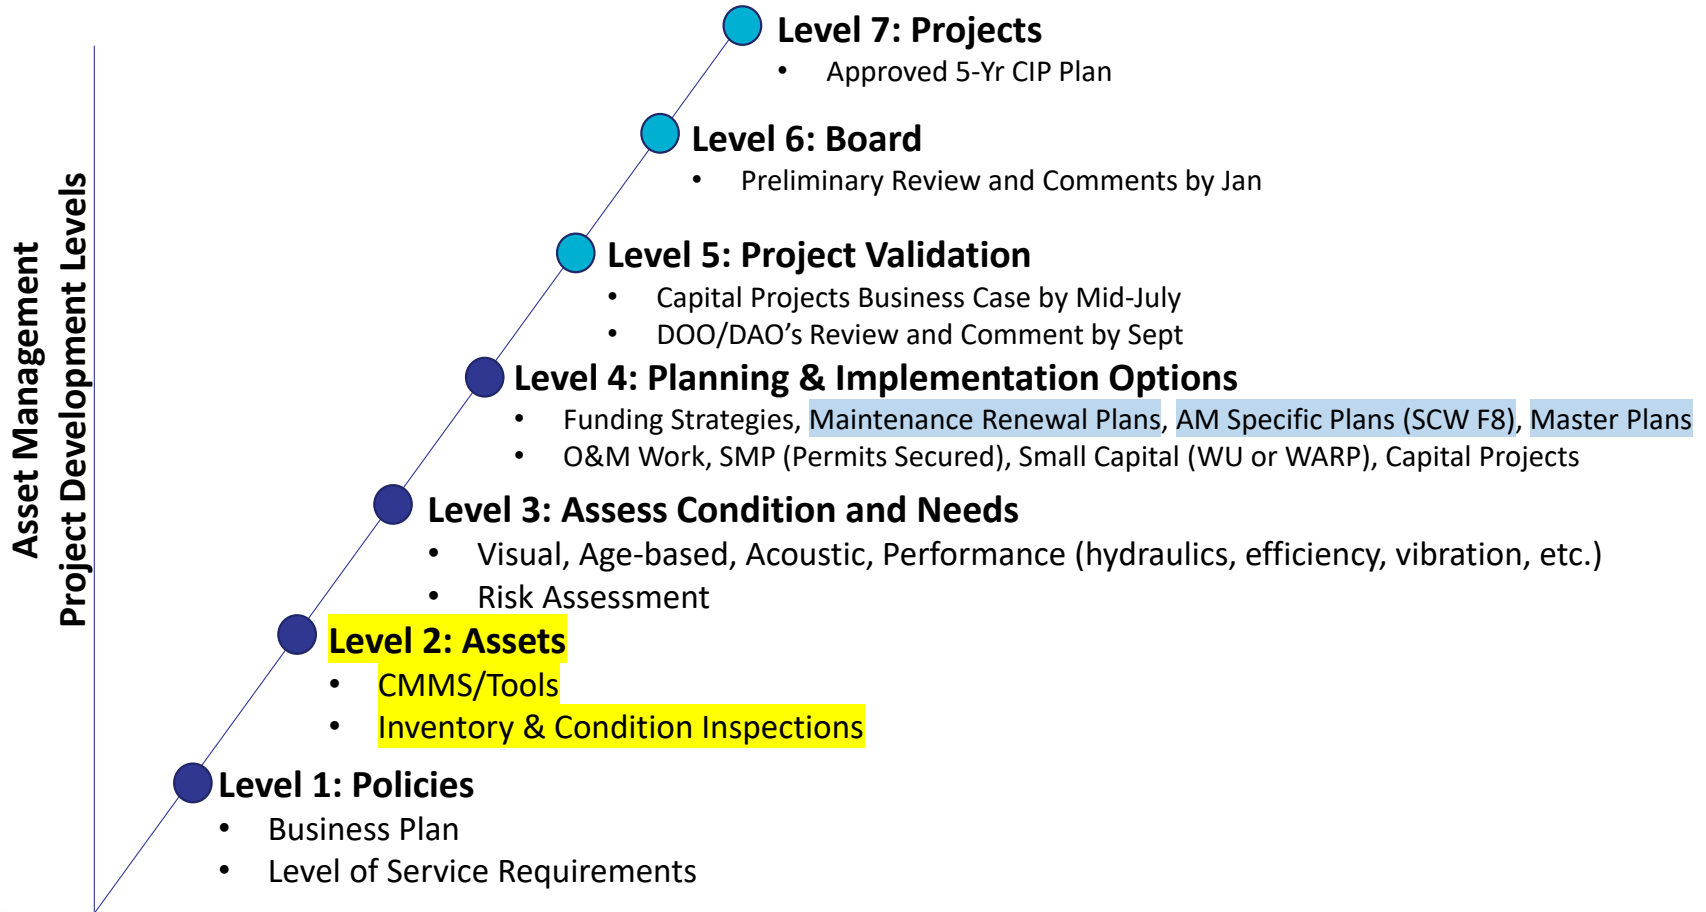 Asset Management
Project Development Levels
Level 7: Projects
• Approved 5-Yr CIP Plan
Level 6: Board
• Preliminary Review and Comments by Jan
Level 5: Project Validation
• Capital Projects Business Case by Mid-July
• DOO/DAO’s Review and Comment by Sept
Level 4: Planning & Implementation Options
• Funding Strategies, Maintenance Renewal Plans, AM Specific Plans (SCW F8), Master Plans
• O&M Work, SMP (Permits Secured), Small Capital (WU or WARP), Capital Projects
Level 3: Assess Condition and Needs
• Visual, Age-based, Acoustic, Performance (hydraulics, efficiency, vibration, etc.)
• Risk Assessment
Level 2: Assets
• CMMS/Tools
• Inventory & Condition Inspections
Level 1: Policies
• Business Plan
• Level of Service Requirements